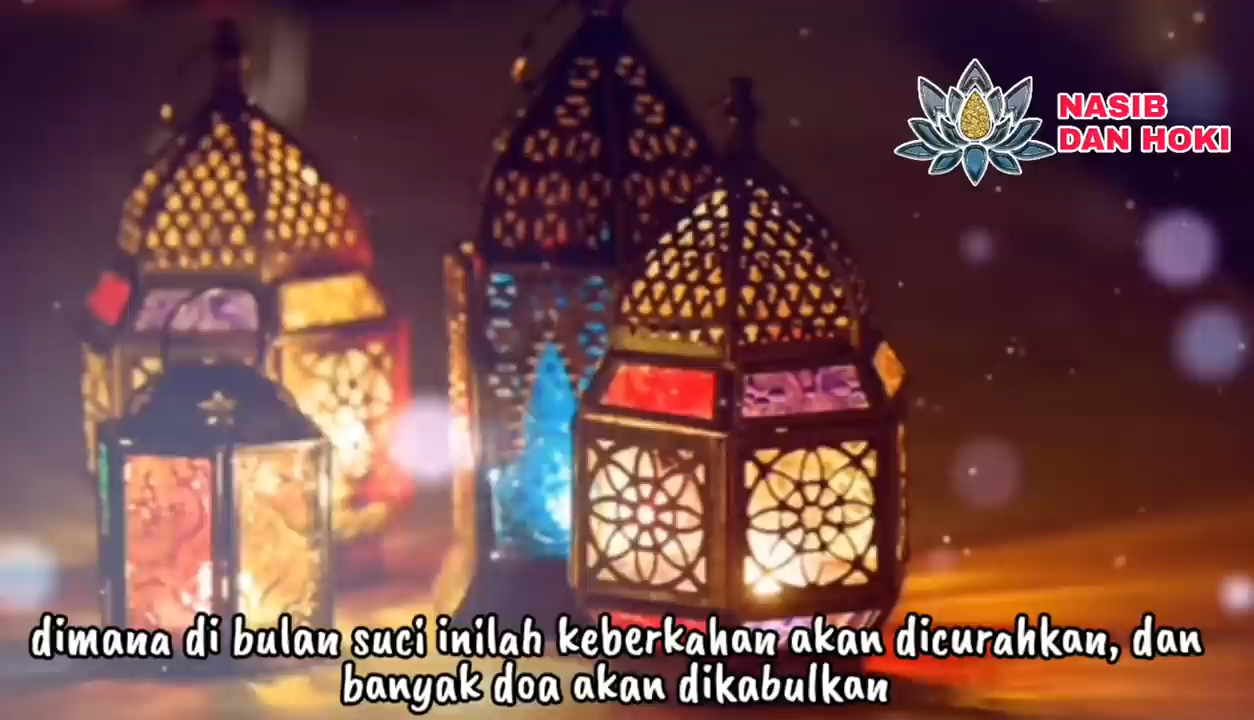 NASIB
DAN HOKI
dimana di bulan suci inilah keberkahan akan dicurahkan, dan
banyak doa akan dikabulkan